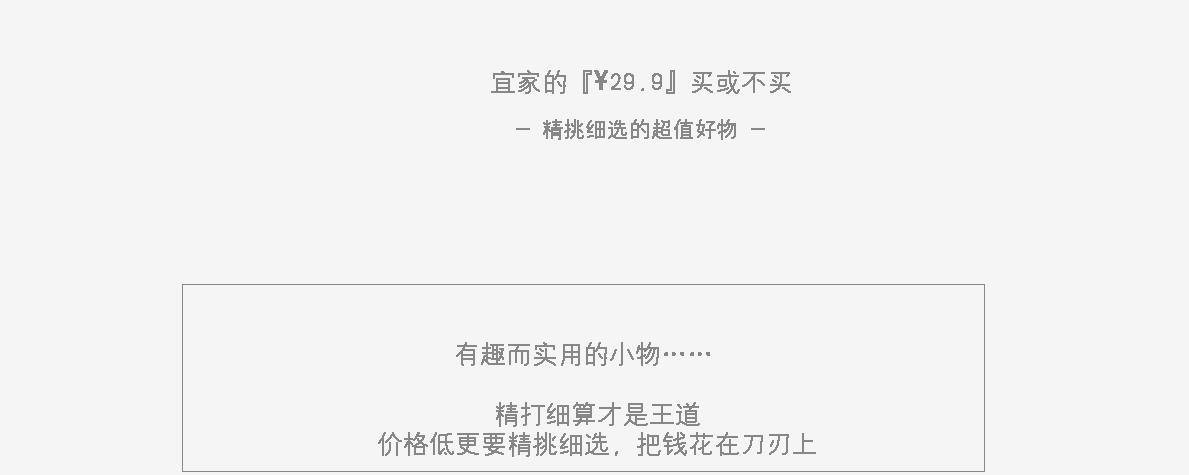 宜家的『¥29.9』买或不买
— 精挑细选的超值好物 —
有趣而实用的小物……
精打细算才是王道
价格低更要精挑细选，把钱花在刀刃上